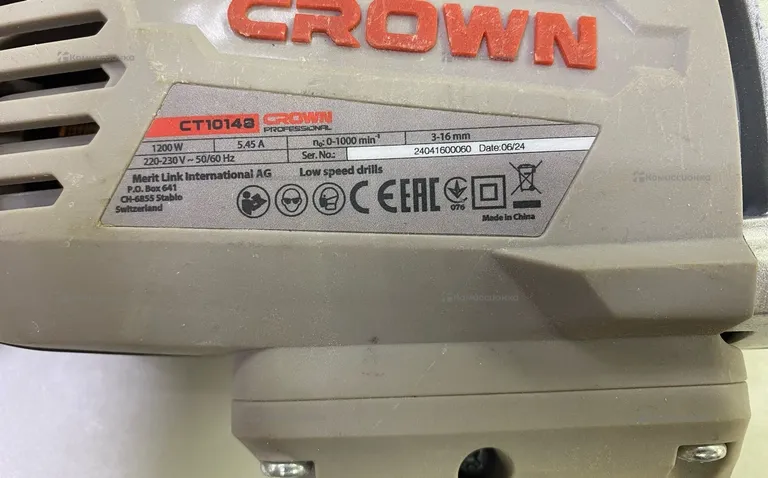 CROWN
CT10148 CROWN
PROFESSIONAL
1200 W 5.45 A n₀: 0-1000 min⁻¹ 3-16 mm
220-230 V ~ 50/60 Hz Ser. No.: 24041600060 Date:06/24
Merit Link International AG Low speed drills
P.O. Box 641
CH-6855 Stabio
Switzerland
CE EAC 076
Made in China